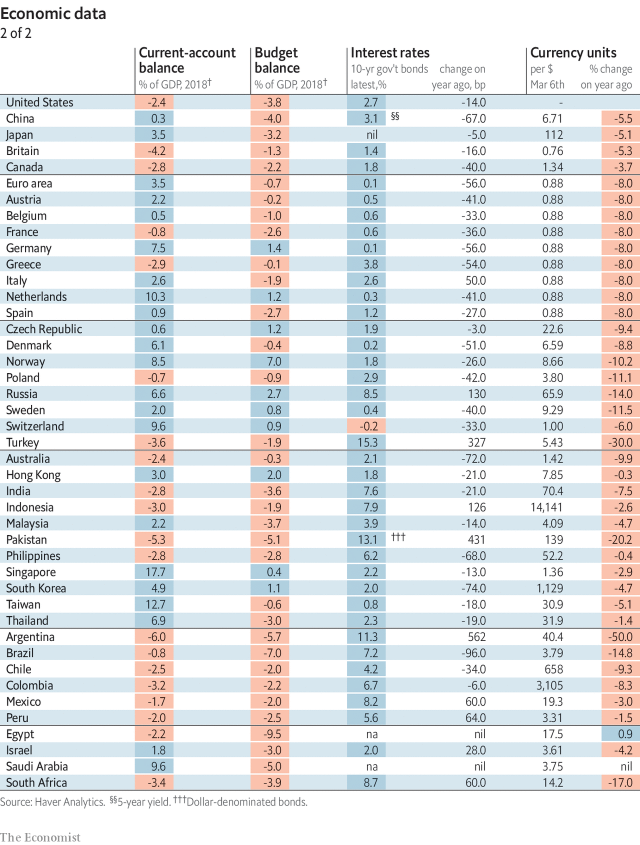 Economic data
2 of 2
Current-account Budget Interest rates Currency units
balance balance 10-yr gov't bonds change on per $ % change
% of GDP, 2018† % of GDP, 2018† latest,% year ago, bp Mar 6th on year ago
United States -2.4 -3.8 2.7 -14.0 -
China 0.3 -4.0 3.1 §§ -67.0 6.71 -5.5
Japan 3.5 -3.2 nil -5.0 112 -5.1
Britain -4.2 -1.3 1.4 -16.0 0.76 -5.3
Canada -2.8 -2.2 1.8 -40.0 1.34 -3.7
Euro area 3.5 -0.7 0.1 -56.0 0.88 -8.0
Austria 2.2 -0.2 0.5 -41.0 0.88 -8.0
Belgium 0.5 -1.0 0.6 -33.0 0.88 -8.0
France -0.8 -2.6 0.6 -36.0 0.88 -8.0
Germany 7.5 1.4 0.1 -56.0 0.88 -8.0
Greece -2.9 -0.1 3.8 -54.0 0.88 -8.0
Italy 2.6 -1.9 2.6 50.0 0.88 -8.0
Netherlands 10.3 1.2 0.3 -41.0 0.88 -8.0
Spain 0.9 -2.7 1.2 -27.0 0.88 -8.0
Czech Republic 0.6 1.2 1.9 -3.0 22.6 -9.4
Denmark 6.1 -0.4 0.2 -51.0 6.59 -8.8
Norway 8.5 7.0 1.8 -26.0 8.66 -10.2
Poland -0.7 -0.9 2.9 -42.0 3.80 -11.1
Russia 6.6 2.7 8.5 130 65.9 -14.0
Sweden 2.0 0.8 0.4 -40.0 9.29 -11.5
Switzerland 9.6 0.9 -0.2 -33.0 1.00 -6.0
Turkey -3.6 -1.9 15.3 327 5.43 -30.0
Australia -2.4 -0.3 2.1 -72.0 1.42 -9.9
Hong Kong 3.0 2.0 1.8 -21.0 7.85 -0.3
India -2.8 -3.6 7.6 -21.0 70.4 -7.5
Indonesia -3.0 -1.9 7.9 126 14,141 -2.6
Malaysia 2.2 -3.7 3.9 -14.0 4.09 -4.7
Pakistan -5.3 -5.1 13.1 ††† 431 139 -20.2
Philippines -2.8 -2.8 6.2 -68.0 52.2 -0.4
Singapore 17.7 0.4 2.2 -13.0 1.36 -2.9
South Korea 4.9 1.1 2.0 -74.0 1,129 -4.7
Taiwan 12.7 -0.6 0.8 -18.0 30.9 -5.1
Thailand 6.9 -3.0 2.3 -19.0 31.9 -1.4
Argentina -6.0 -5.7 11.3 562 40.4 -50.0
Brazil -0.8 -7.0 7.2 -96.0 3.79 -14.8
Chile -2.5 -2.0 4.2 -34.0 658 -9.3
Colombia -3.2 -2.2 6.7 -6.0 3,105 -8.3
Mexico -1.7 -2.0 8.2 60.0 19.3 -3.0
Peru -2.0 -2.5 5.6 64.0 3.31 -1.5
Egypt -2.2 -9.5 na nil 17.5 0.9
Israel 1.8 -3.0 2.0 28.0 3.61 -4.2
Saudi Arabia 9.6 -5.0 na nil 3.75 nil
South Africa -3.4 -3.9 8.7 60.0 14.2 -17.0
Source: Haver Analytics. §§5-year yield. †††Dollar-denominated bonds.
The Economist